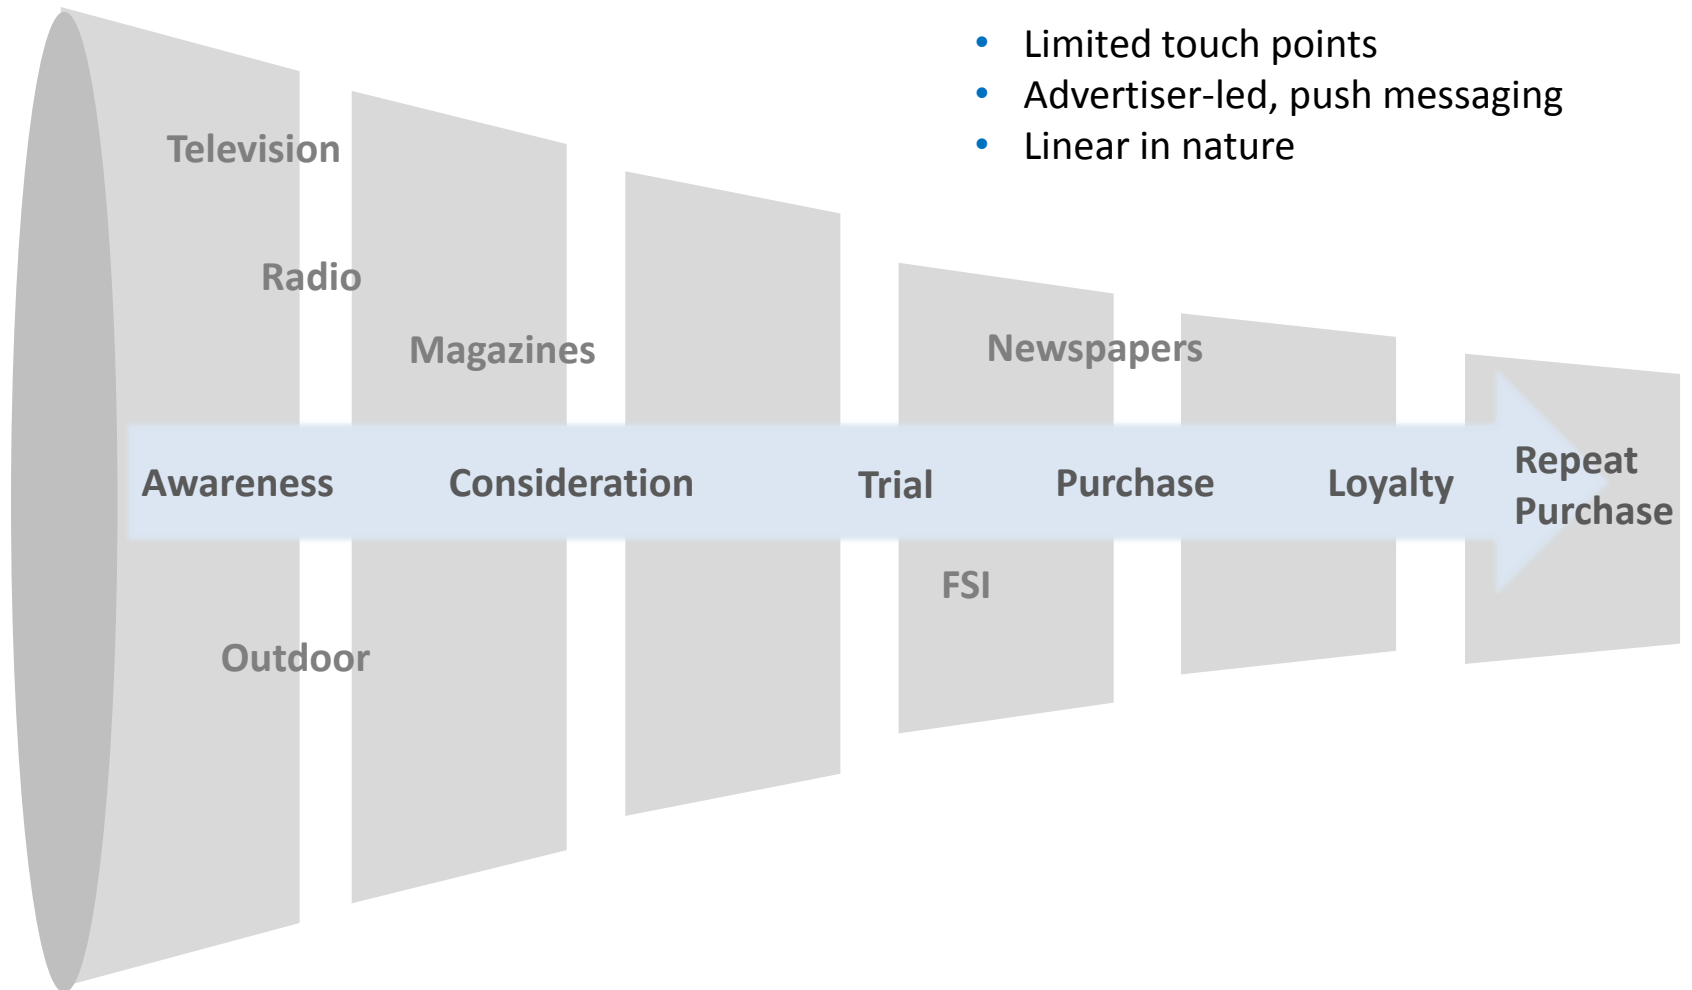 • Limited touch points
• Advertiser-led, push messaging
• Linear in nature
Television
Radio
Magazines
Newspapers
Awareness
Consideration
Trial
Purchase
Loyalty
Repeat
Purchase
FSI
Outdoor